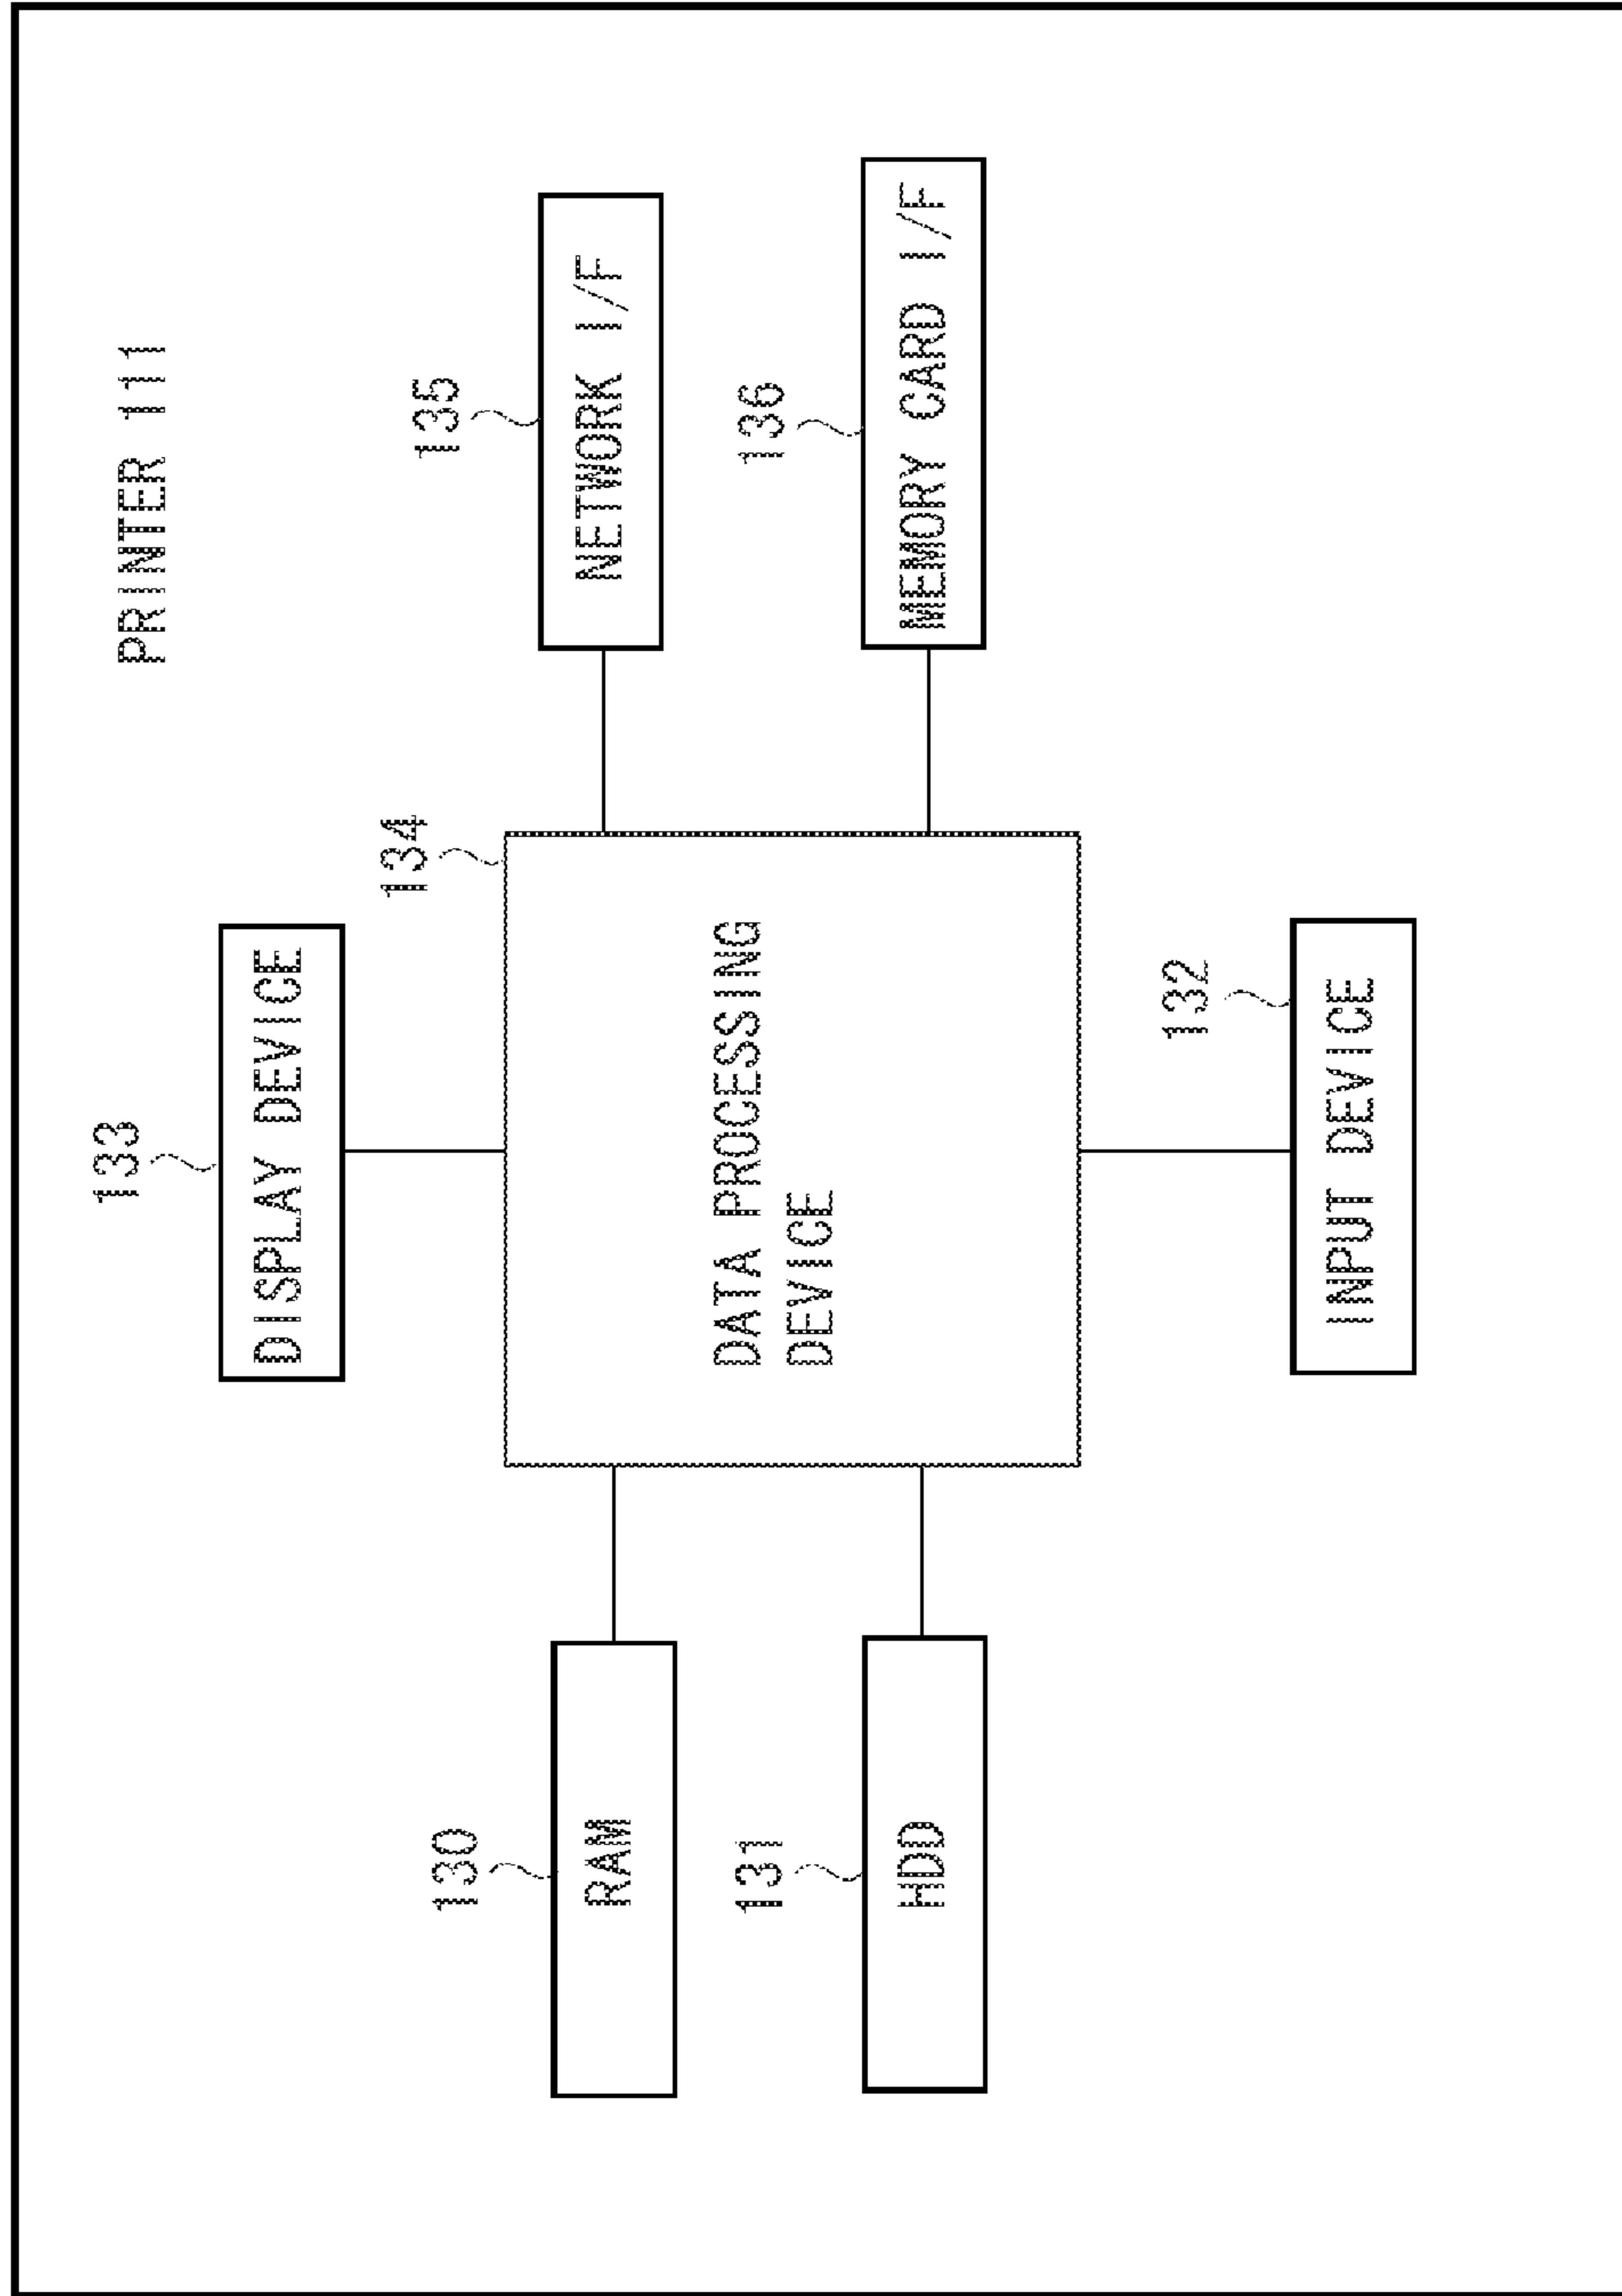 PRINTER 111
133
DISPLAY DEVICE
134
135
NETWORK I/F
130
RAM
DATA PROCESSING
DEVICE
136
MEMORY CARD I/F
131
HDD
132
INPUT DEVICE